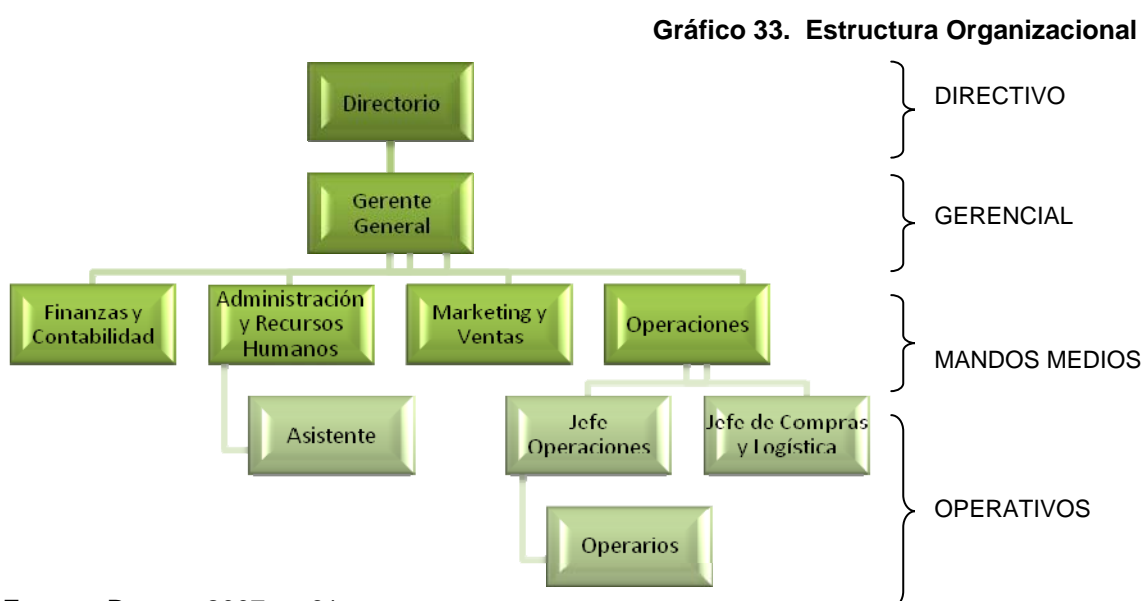 Gráfico 33. Estructura Organizacional
Directorio
DIRECTIVO
Gerente
General
GERENCIAL
Finanzas y
Contabilidad
Administración
y Recursos
Humanos
Marketing y
Ventas
Operaciones
MANDOS MEDIOS
Asistente
Jefe
Operaciones
Jefe de Compras
y Logística
OPERATIVOS
Operarios